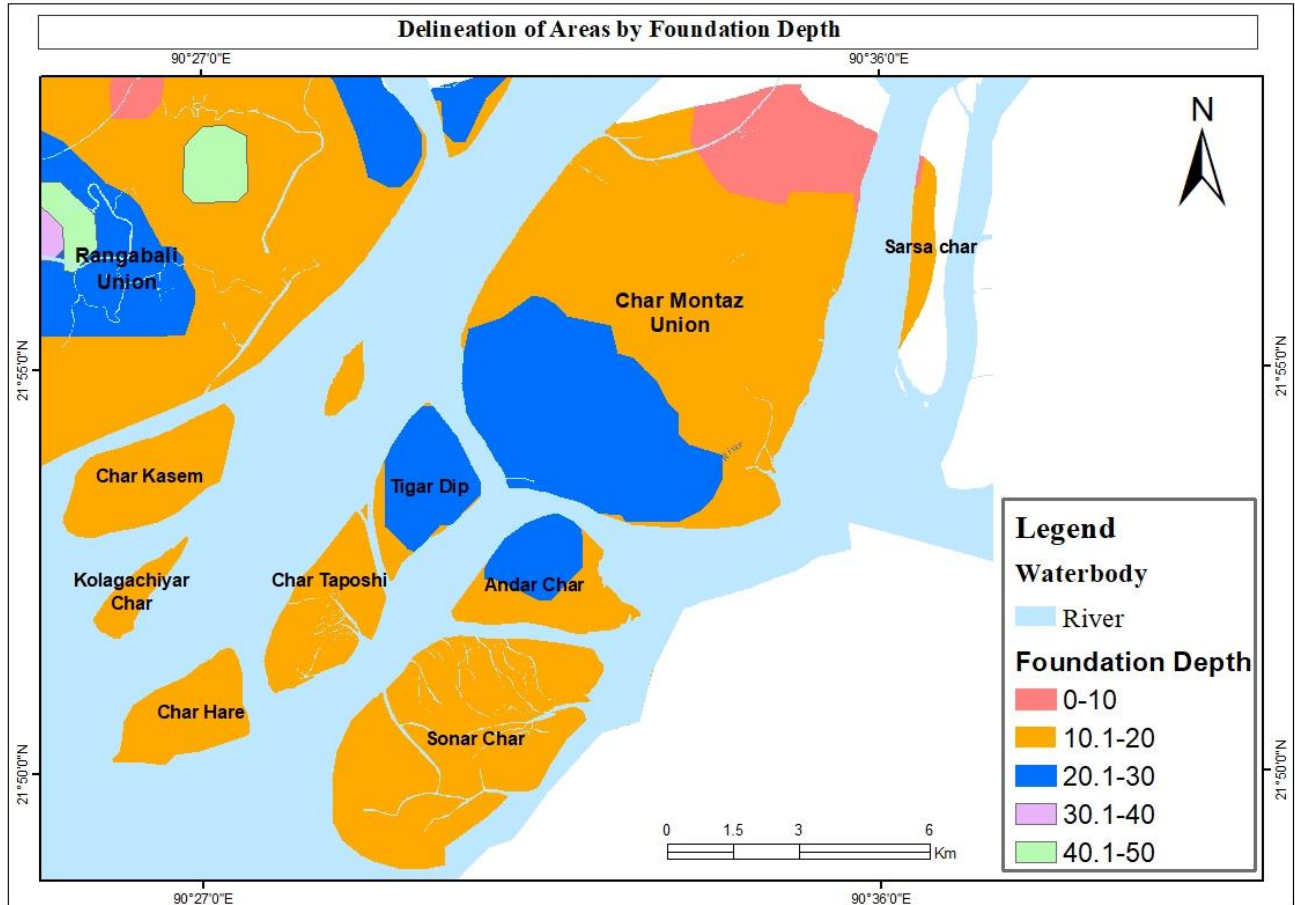 Delineation of Areas by Foundation Depth
90°27'0"E
90°36'0"E
N
Sarsa char
Rangabali
Union
Char Montaz
Union
21°55'0"N
21°55'0"N
River
Char Kasem
Tigar Dip
Kolagachiyar
Char
Char Taposhi
Andar Char
Char Hare
Sonar Char
21°50'0"N
21°50'0"N
0 1.5 3 6
Km
Legend
Waterbody
River
Foundation Depth
0-10
10.1-20
20.1-30
30.1-40
40.1-50
90°27'0"E
90°36'0"E